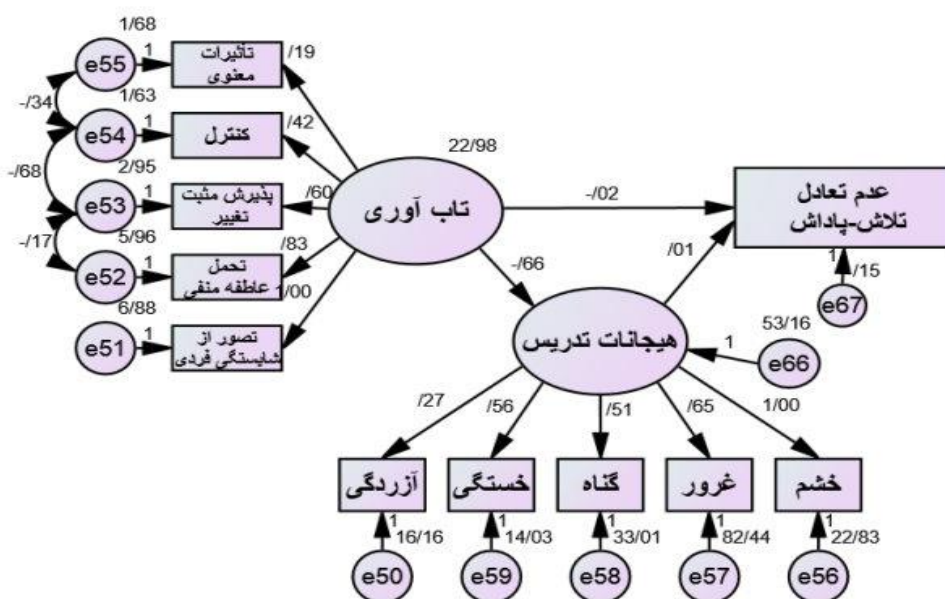 1/68
e55
1
تأثیرات
معنوی
/19
-/34
1/63
e54
1
کنترل
/42
-/68
2/95
e53
1
پذیرش مثبت
تغییر
/60
-/17
5/96
e52
1
تحمل
عاطفه منفی
/83
6/88
e51
1
تصور از
شایستگی فردی
1/00
22/98
تاب آوری
-/02
عدم تعادل
تلاش-پاداش
/01
1
/15
e67
-/66
هیجانات تدریس
53/16
1
e66
/27
/56
/51
/65
1/00
آزردگی
خستگی
گناه
غرور
خشم
1
16/16
1
14/03
1
33/01
1
82/44
1
22/83
e50
e59
e58
e57
e56